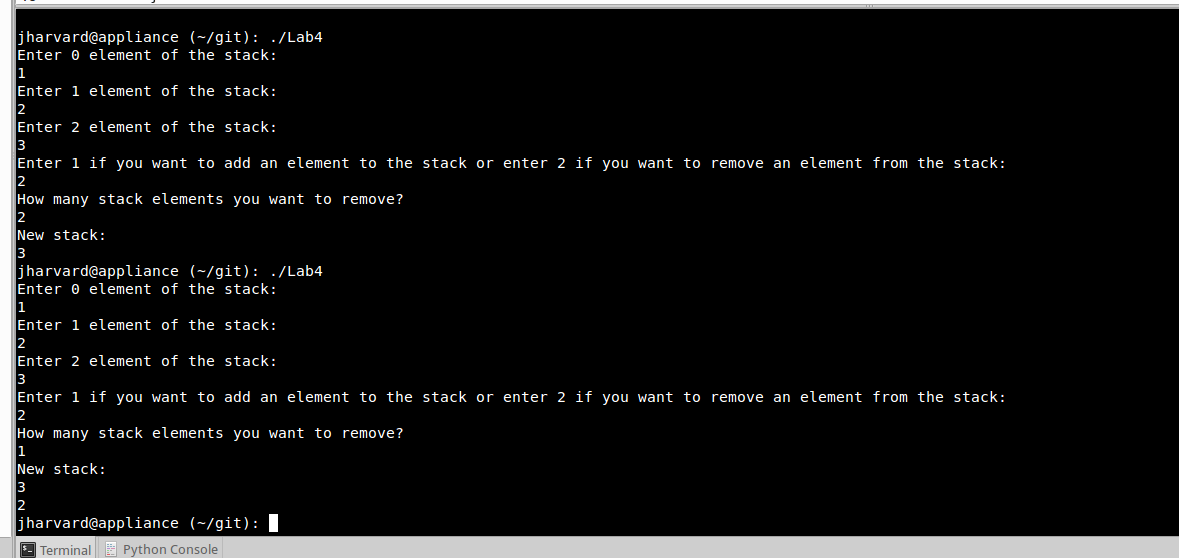 jharvard@appliance (~/git): ./Lab4
Enter 0 element of the stack:
1
Enter 1 element of the stack:
2
Enter 2 element of the stack:
3
Enter 1 if you want to add an element to the stack or enter 2 if you want to remove an element from the stack:
2
How many stack elements you want to remove?
2
New stack:
3
jharvard@appliance (~/git): ./Lab4
Enter 0 element of the stack:
1
Enter 1 element of the stack:
2
Enter 2 element of the stack:
3
Enter 1 if you want to add an element to the stack or enter 2 if you want to remove an element from the stack:
2
How many stack elements you want to remove?
1
New stack:
3
2
jharvard@appliance (~/git):
Terminal Python Console